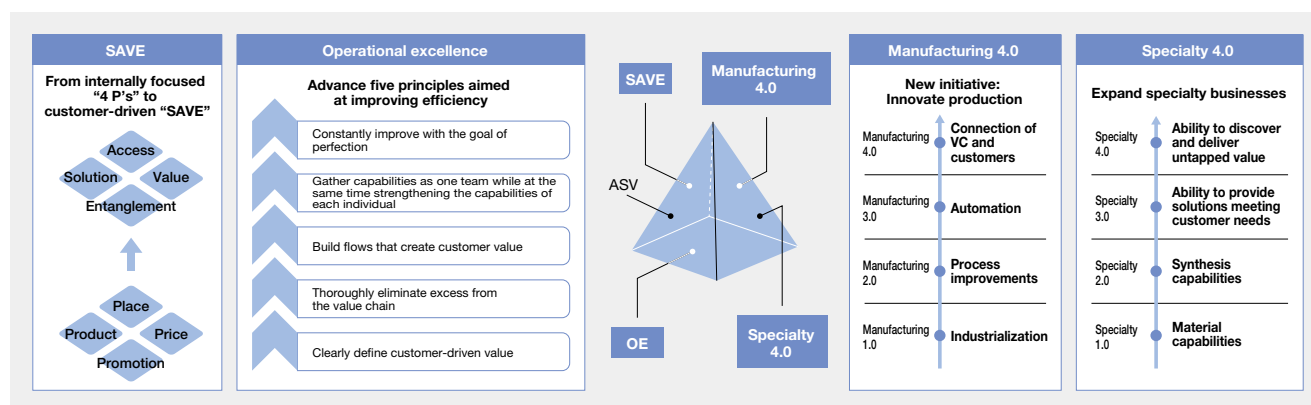 SAVE
From internally focused
“4 P’s” to
customer-driven “SAVE”
Access
Solution
Value
Entanglement
Place
Product
Price
Promotion
Operational excellence
Advance five principles aimed
at improving efficiency
Constantly improve with the goal of
perfection
Gather capabilities as one team while at the
same time strengthening the capabilities of
each individual
Build flows that create customer value
Thoroughly eliminate excess from
the value chain
Clearly define customer-driven value
SAVE
Manufacturing
4.0
ASV
OE
Specialty
4.0
Manufacturing 4.0
New initiative:
Innovate production
Manufacturing
4.0
Connection of
VC and
customers
Manufacturing
3.0
Automation
Manufacturing
2.0
Process
improvements
Manufacturing
1.0
Industrialization
Specialty 4.0
Expand specialty businesses
Specialty
4.0
Ability to discover
and deliver
untapped value
Specialty
3.0
Ability to provide
solutions meeting
customer needs
Specialty
2.0
Synthesis
capabilities
Specialty
1.0
Material
capabilities